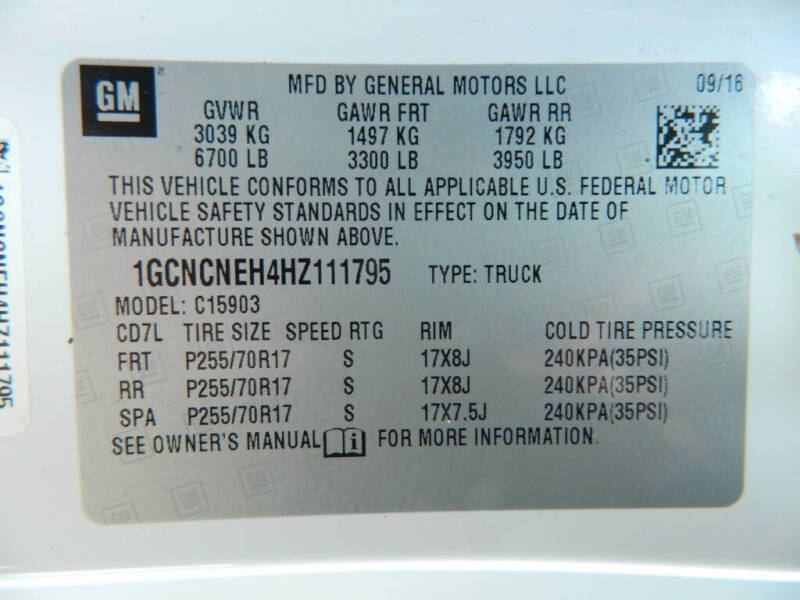 GM
MFD BY GENERAL MOTORS LLC 09/16
GVWR GAWR FRT GAWR RR
3039 KG 1497 KG 1792 KG
6700 LB 3300 LB 3950 LB
THIS VEHICLE CONFORMS TO ALL APPLICABLE U.S. FEDERAL MOTOR
VEHICLE SAFETY STANDARDS IN EFFECT ON THE DATE OF
MANUFACTURE SHOWN ABOVE.
1GCNCNEH4HZ111795 TYPE: TRUCK
MODEL: C15903
CD7L TIRE SIZE SPEED RTG RIM COLD TIRE PRESSURE
FRT P255/70R17 S 17X8J 240KPA(35PSI)
RR P255/70R17 S 17X8J 240KPA(35PSI)
SPA P255/70R17 S 17X7.5J 240KPA(35PSI)
SEE OWNER'S MANUAL i FOR MORE INFORMATION.